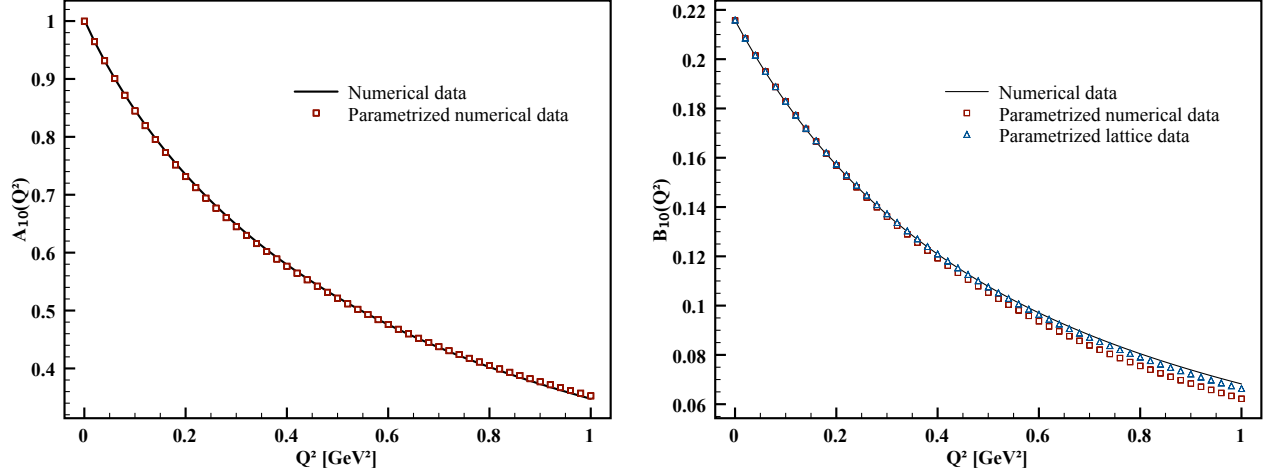 1
0.9
0.8
0.7
0.6
0.5
0.4
A₁₀(Q²)
Numerical data
Parametrized numerical data
0 0.2 0.4 0.6 0.8 1
Q² [GeV²]
0.22
0.2
0.18
0.16
0.14
0.12
0.1
0.08
0.06
B₁₀(Q²)
Numerical data
Parametrized numerical data
Parametrized lattice data
0 0.2 0.4 0.6 0.8 1
Q² [GeV²]